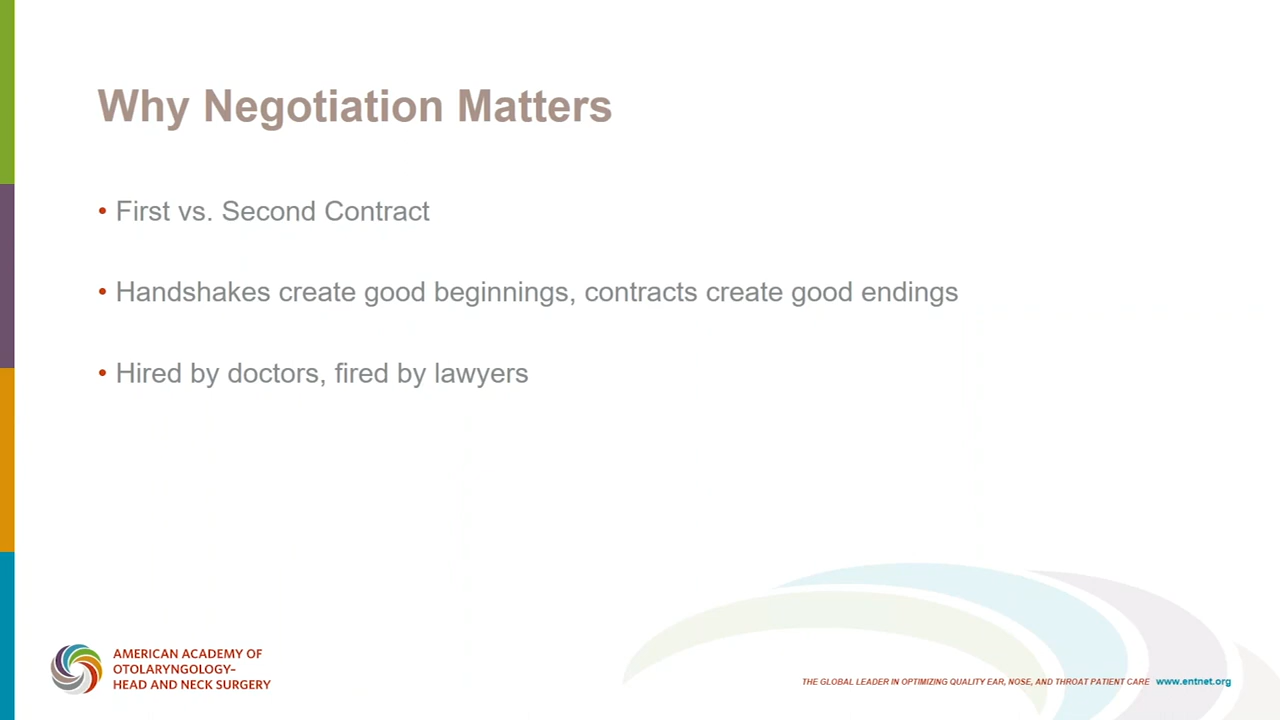 Why Negotiation Matters
• First vs. Second Contract
• Handshakes create good beginnings, contracts create good endings
• Hired by doctors, fired by lawyers
AMERICAN ACADEMY OF
OTOLARYNGOLOGY–
HEAD AND NECK SURGERY
THE GLOBAL LEADER IN OPTIMIZING QUALITY EAR, NOSE, AND THROAT PATIENT CARE www.entnet.org